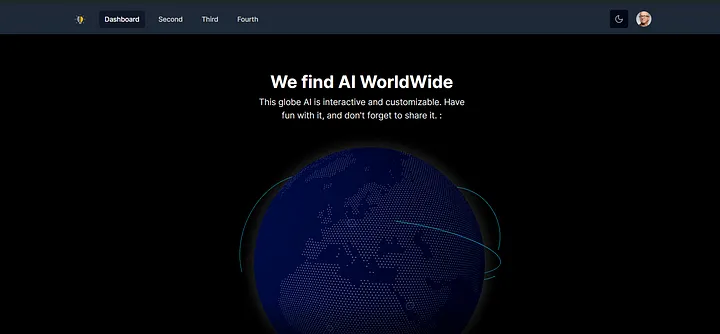 Dashboard Second Third Fourth
We find AI WorldWide
This globe AI is interactive and customizable. Have
fun with it, and don't forget to share it. :